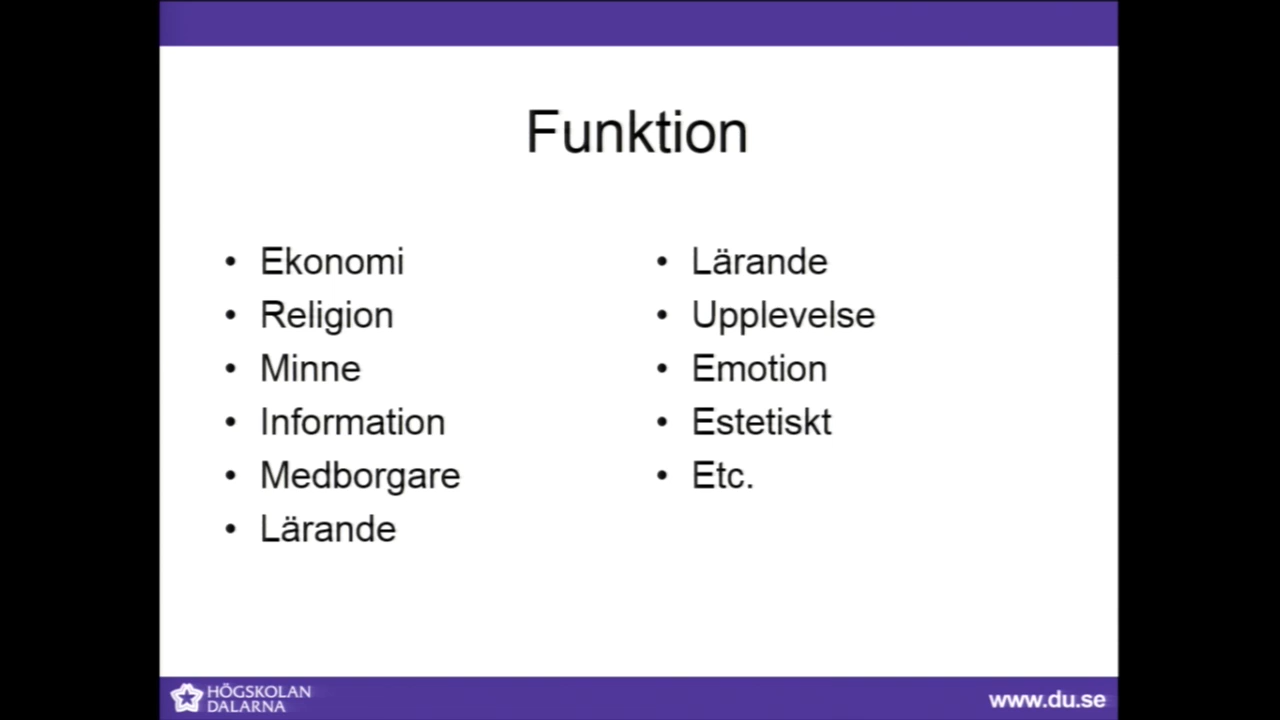 Funktion
• Ekonomi
• Religion
• Minne
• Information
• Medborgare
• Lärande
• Lärande
• Upplevelse
• Emotion
• Estetiskt
• Etc.
HÖGSKOLAN
DALARNA
www.du.se